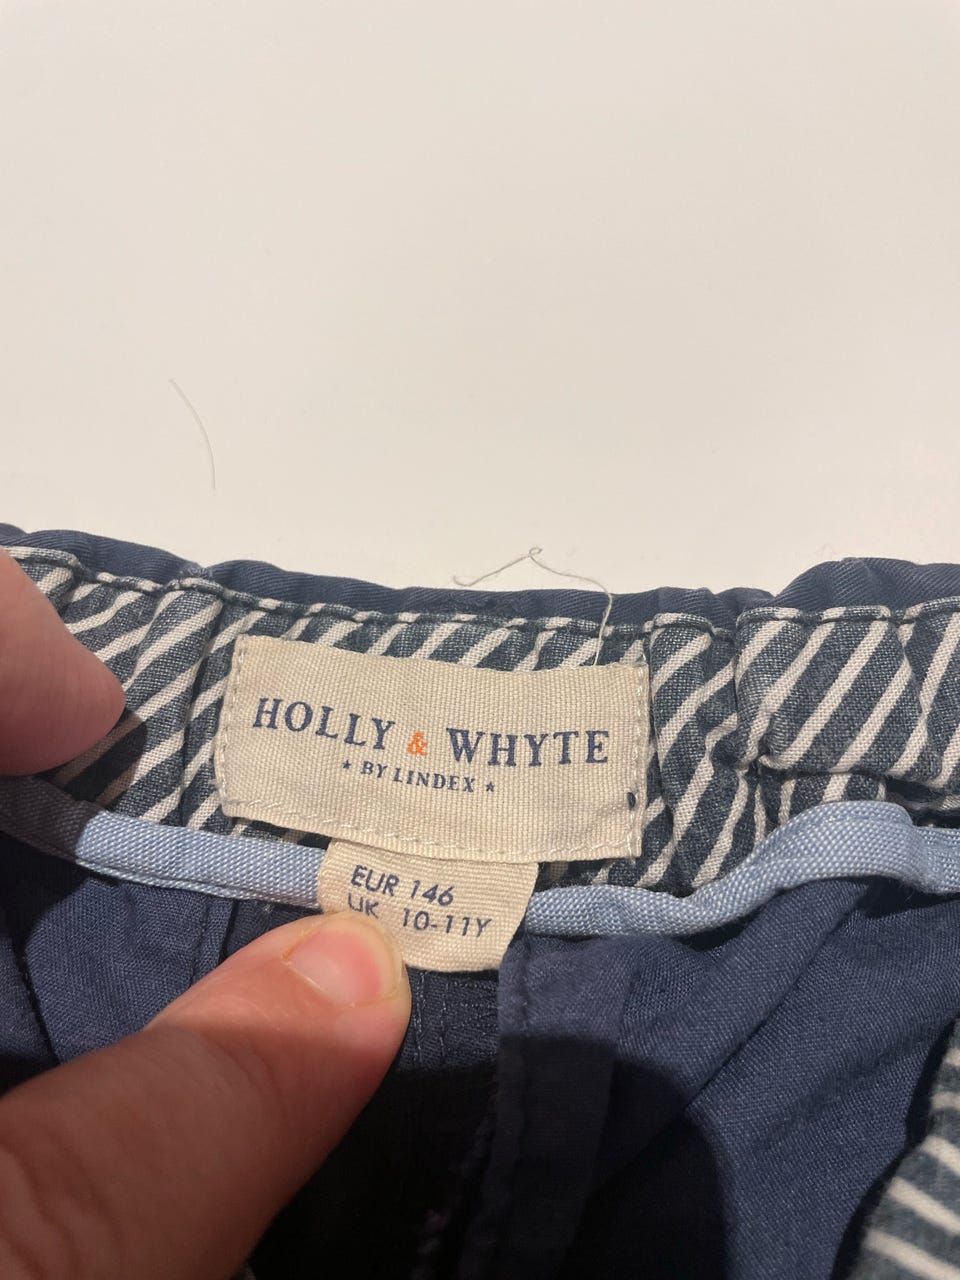 HOLLY & WHYTE
★ BY LINDEX ★
EUR 146
UK 10-11Y